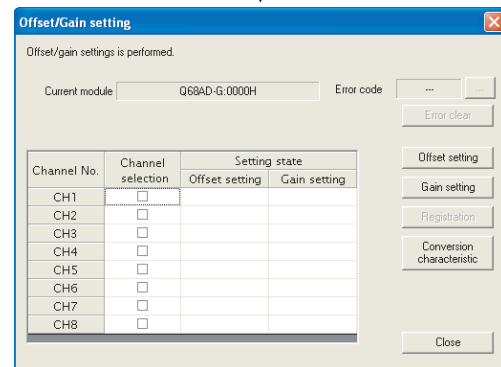 Offset/Gain setting
Offset/gain settings is performed.
Current module Q68AD-G:0000H Error code --- ...
Error clear
Channel No. Channel selection Setting state
Offset setting Gain setting
CH1
CH2
CH3
CH4
CH5
CH6
CH7
CH8
Offset setting
Gain setting
Registration
Conversion
characteristic
Close